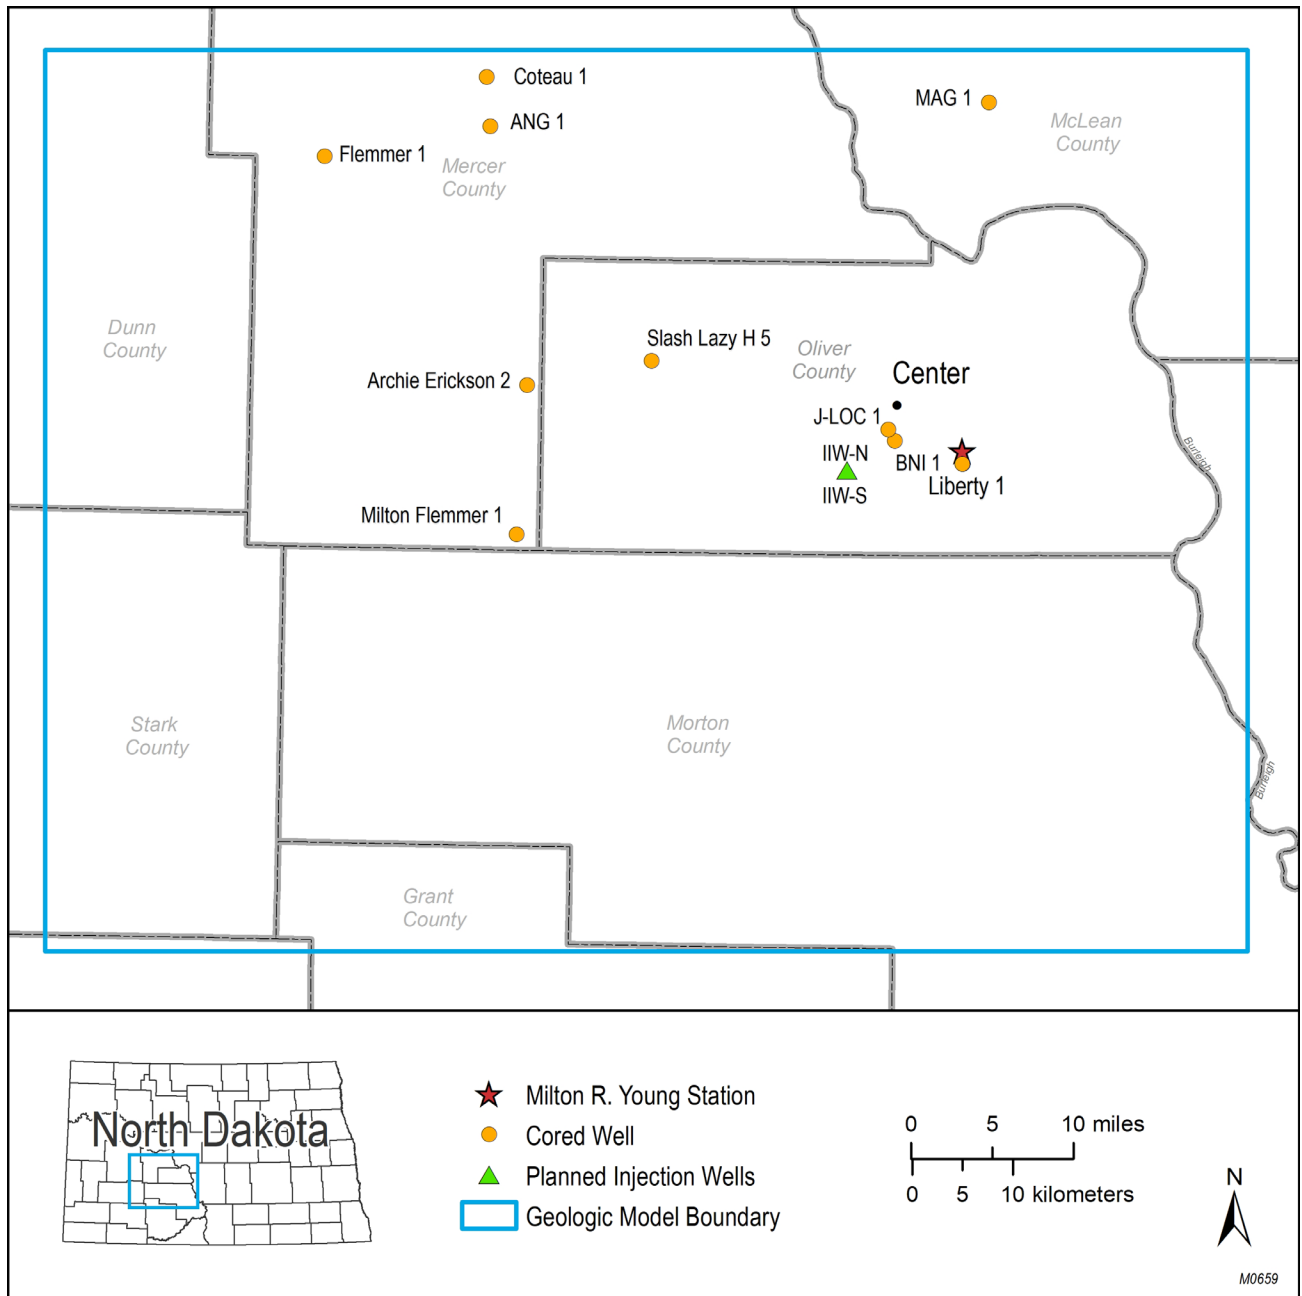 Coteau 1
MAG 1
ANG 1
McLean
County
Flemmer 1
Mercer
County
Dunn
County
Slash Lazy H 5
Oliver
County
Center
Archie Erickson 2
J-LOC 1
IIW-N
BNI 1
IIW-S
Liberty 1
Burleigh
Milton Flemmer 1
Stark
County
Morton
County
Burleigh
Grant
County
North Dakota
Milton R. Young Station
Cored Well
Planned Injection Wells
Geologic Model Boundary
0 5 10 miles
0 5 10 kilometers
N
M0659